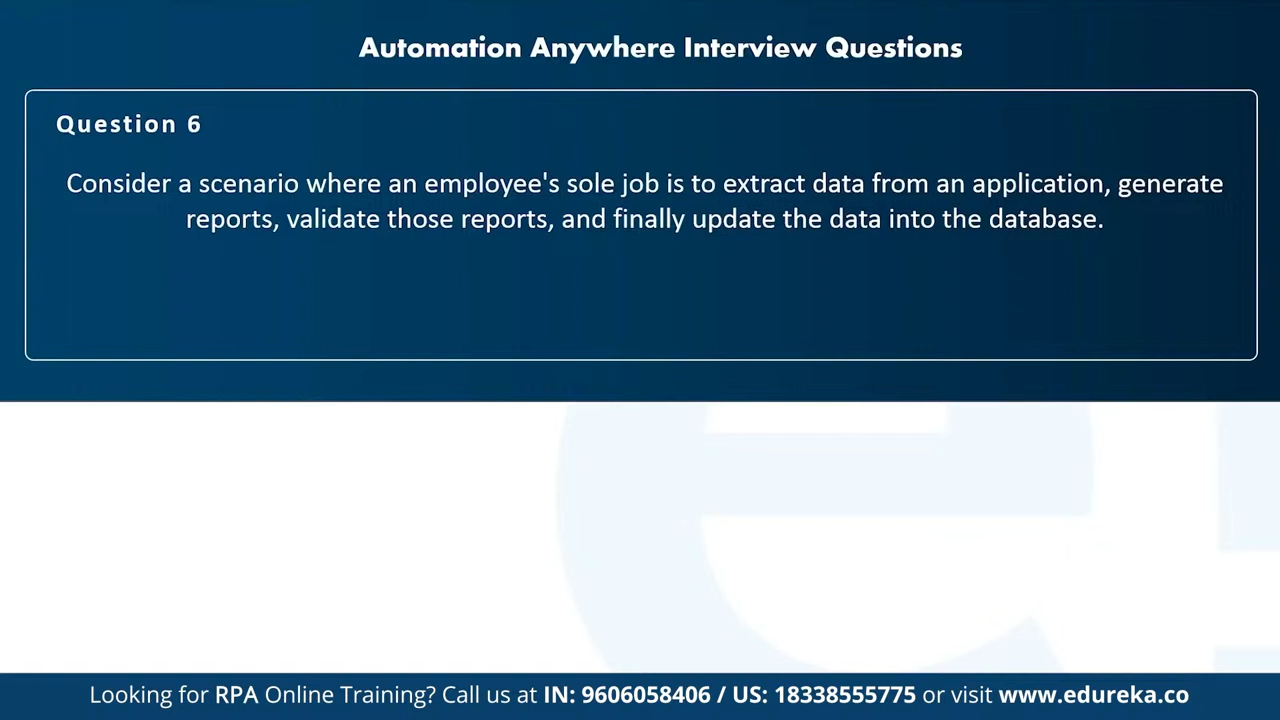 Automation Anywhere Interview Questions
Question 6
Consider a scenario where an employee's sole job is to extract data from an application, generate
reports, validate those reports, and finally update the data into the database.
Looking for RPA Online Training? Call us at IN: 9606058406 / US: 18338555775 or visit www.edureka.co